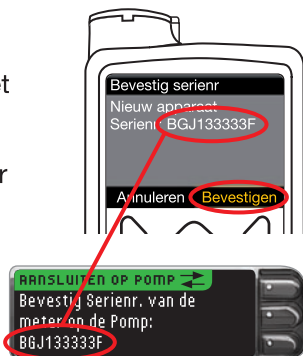 et
r
Bevestig serienr
Nieuw apparaat
Serienr BGJ133333F
Annuleren Bevestigen
AANSLUITEN OP POMP
Bevestig Serienr. van de
meter op de Pomp:
BGJ133333F